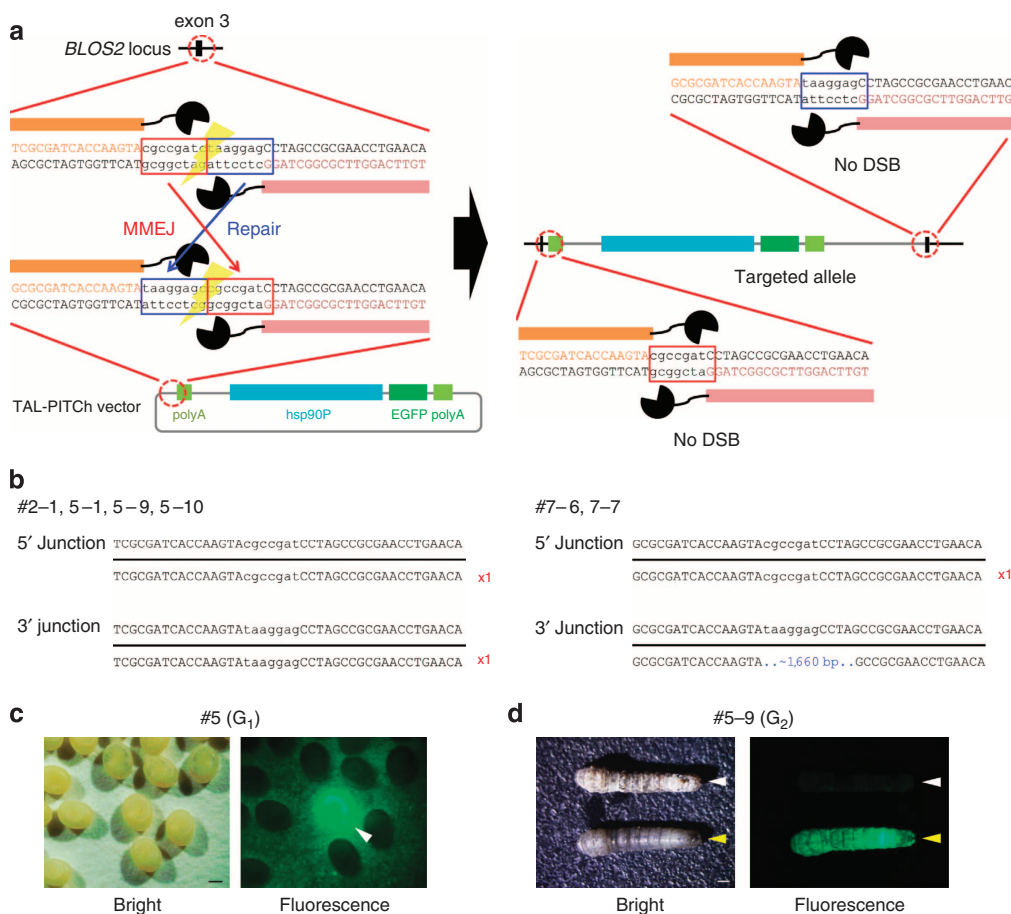 a
exon 3
BLOS2 locus
TCGCGATCACCAAGTAcgccgatctaaggagCCTAGCCGCGAACCTGAACA
AGCGCTAGTGGTTCATgcggctagattcctcGGATCGGCGCTTGGACTTGT
MMEJ
Repair
GCGCGATCACCAAGTAtaaggagccgccgatCCTAGCCGCGAACCTGAACA
CGCGCTAGTGGTTCATattcctcggcggctaGGATCGGCGCTTGGACTTGT
TAL-PITCh vector
polyA
hsp90P
EGFP polyA
GCGCGATCACCAAGTAtaaggagCCTAGCCGCGAACCTGAAC
CGCGCTAGTGGTTCATattcctcGGATCGGCGCTTGGACTTG
No DSB
Targeted allele
TCGCGATCACCAAGTAcgccgatCCTAGCCGCGAACCTGAACA
AGCGCTAGTGGTTCATgcggctaGGATCGGCGCTTGGACTTGT
No DSB
b
#2–1, 5–1, 5–9, 5–10
5′ Junction
TCGCGATCACCAAGTAcgccgatCCTAGCCGCGAACCTGAACA
TCGCGATCACCAAGTAcgccgatCCTAGCCGCGAACCTGAACA x1
3′ junction
TCGCGATCACCAAGTAtaaggagCCTAGCCGCGAACCTGAACA
TCGCGATCACCAAGTAtaaggagCCTAGCCGCGAACCTGAACA x1
#7–6, 7–7
5′ Junction
GCGCGATCACCAAGTAcgccgatCCTAGCCGCGAACCTGAACA
GCGCGATCACCAAGTAcgccgatCCTAGCCGCGAACCTGAACA x1
3′ Junction
GCGCGATCACCAAGTAtaaggagCCTAGCCGCGAACCTGAACA
GCGCGATCACCAAGTA..~1,660 bp..GCCGCGAACCTGAACA
c
#5 (G₁)
Bright
Fluorescence
d
#5–9 (G₂)
Bright
Fluorescence